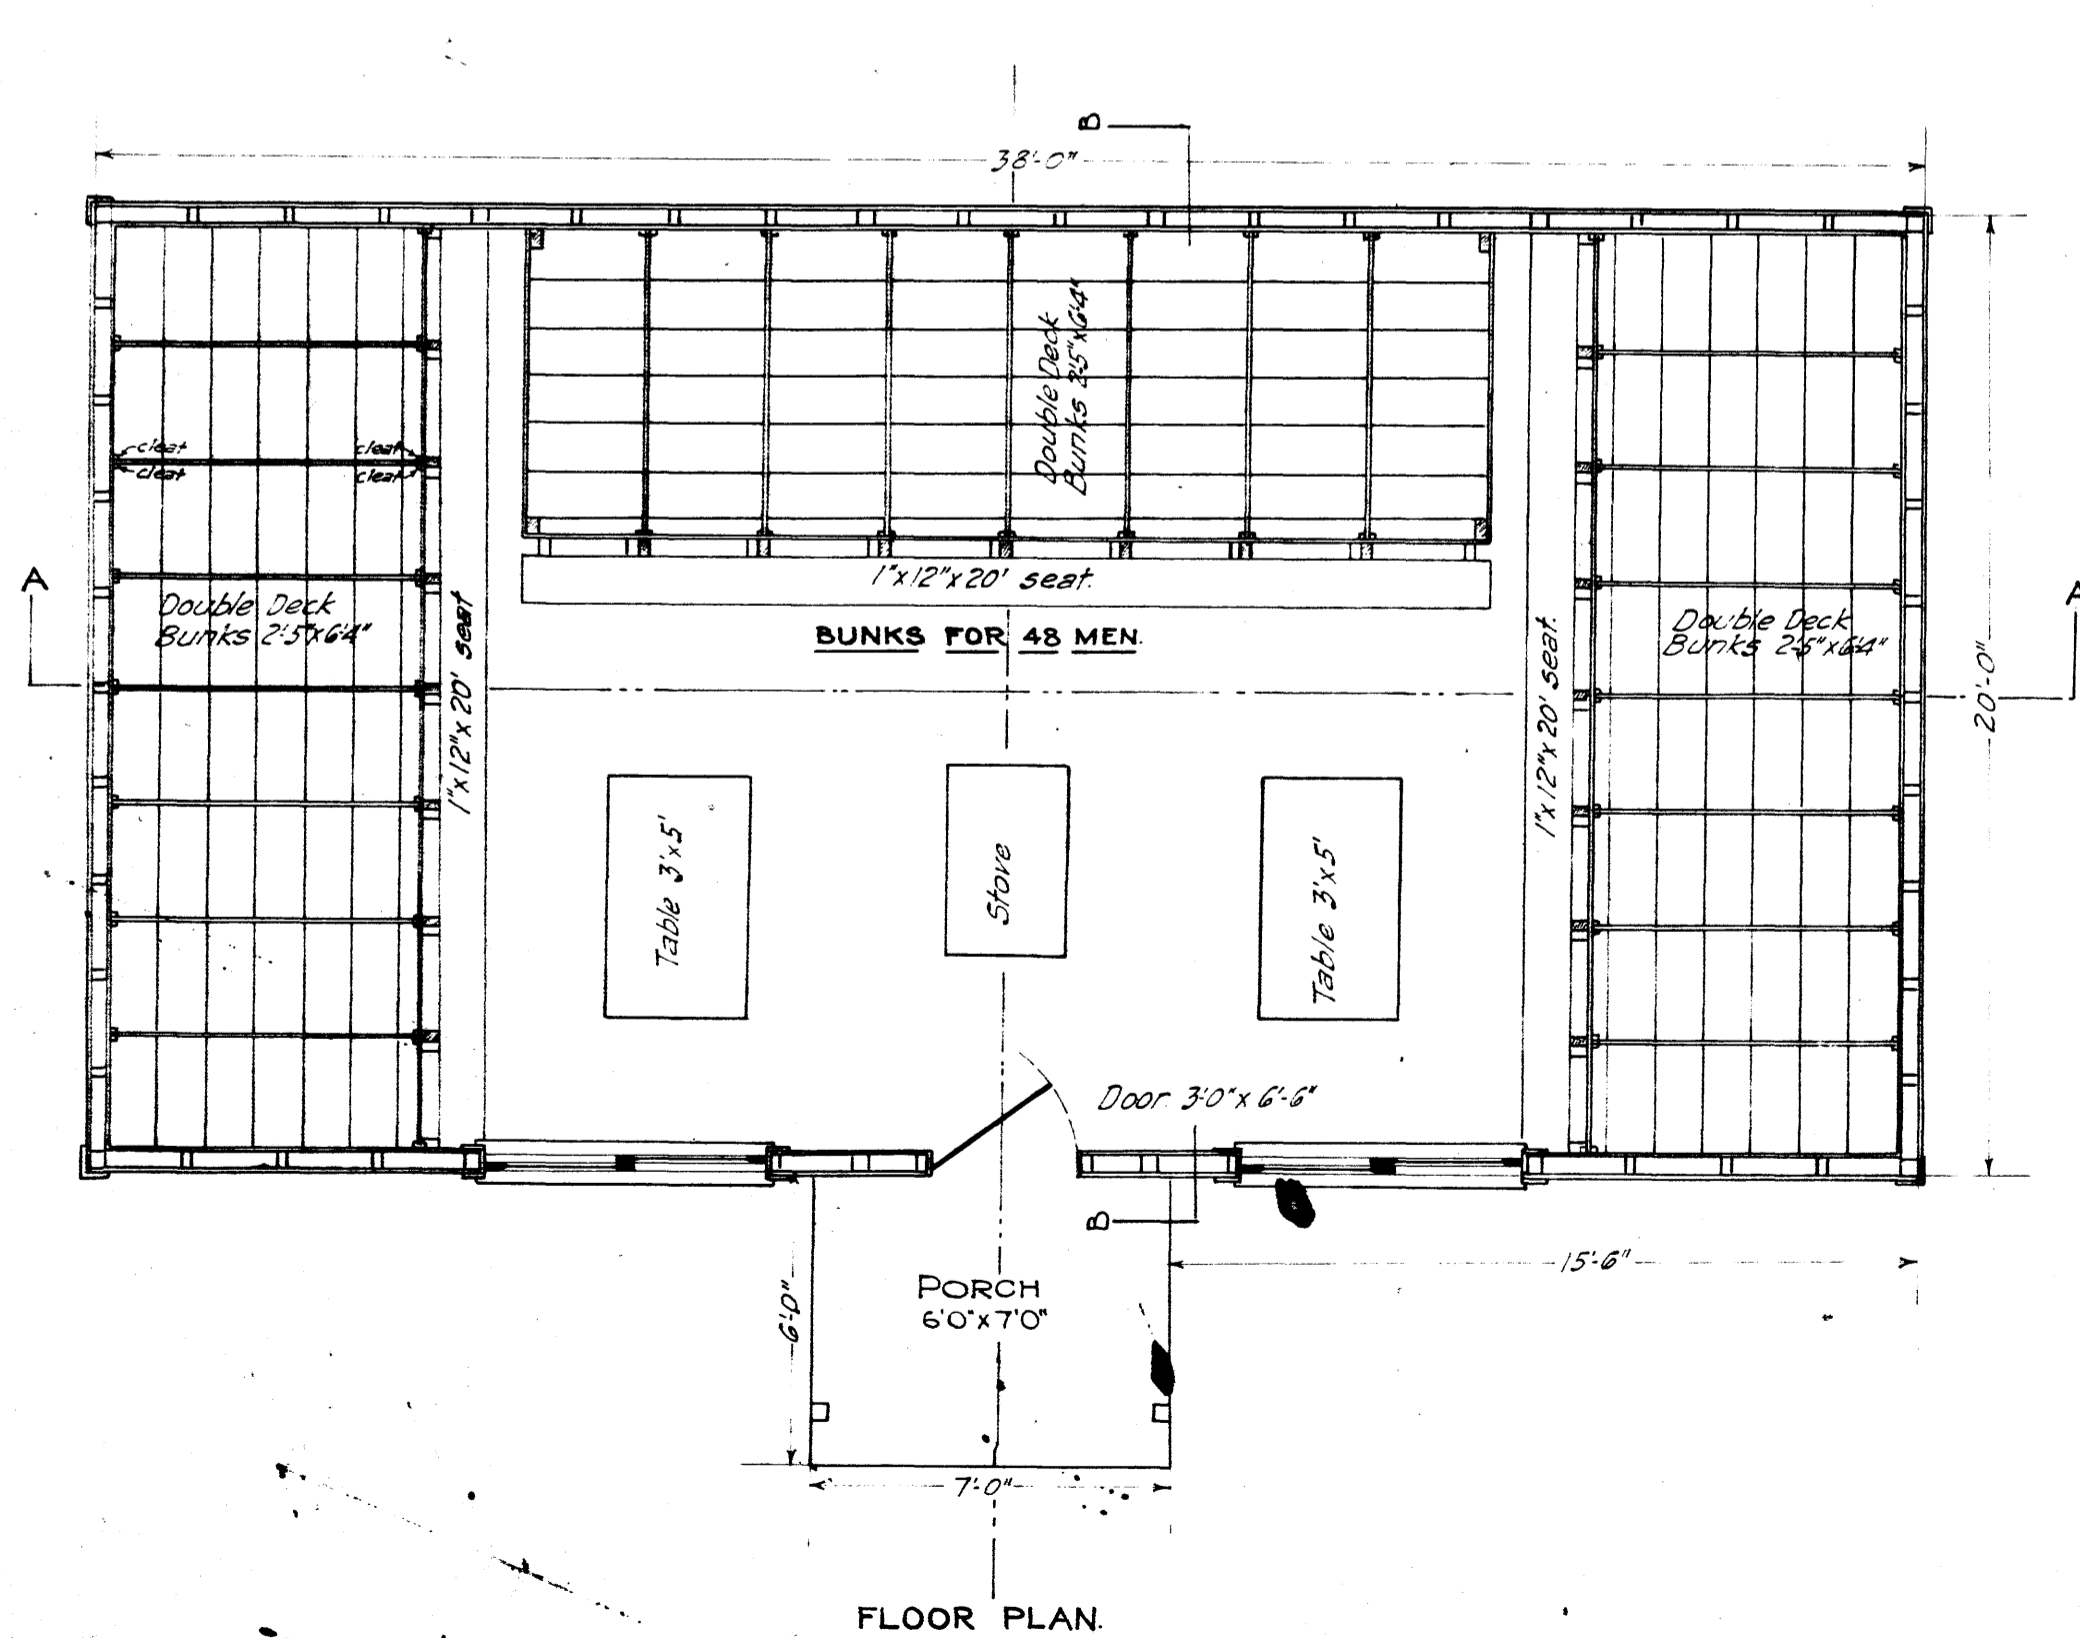 B
38'-0"
cleat
cleat
cleat
cleat
Double Deck
Bunks 2'-5"x6'4"
1"x12"x20' seat.
A
A
Double Deck
Bunks 2'-5"x6'4"
1"x12"x20' seat
BUNKS FOR 48 MEN.
1"x12"x20' seat.
Double Deck
Bunks 2'-5"x6'4"
20'-0"
Table 3'x5'
Stove
Table 3'x5'
Door 3'-0"x 6'-6"
B
15'-6"
6'-0"
PORCH
6'0"x7'0"
7'-0"
FLOOR PLAN.